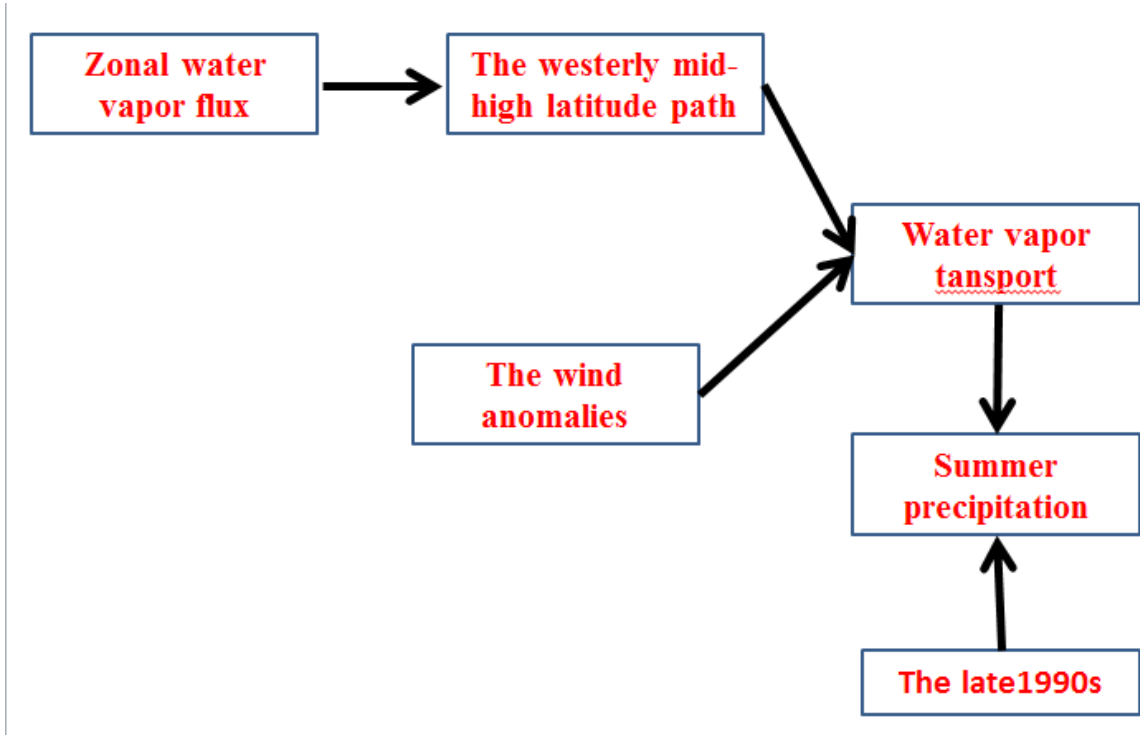 Zonal water
vapor flux
The westerly mid-
high latitude path
Water vapor
tansport
The wind
anomalies
Summer
precipitation
The late1990s